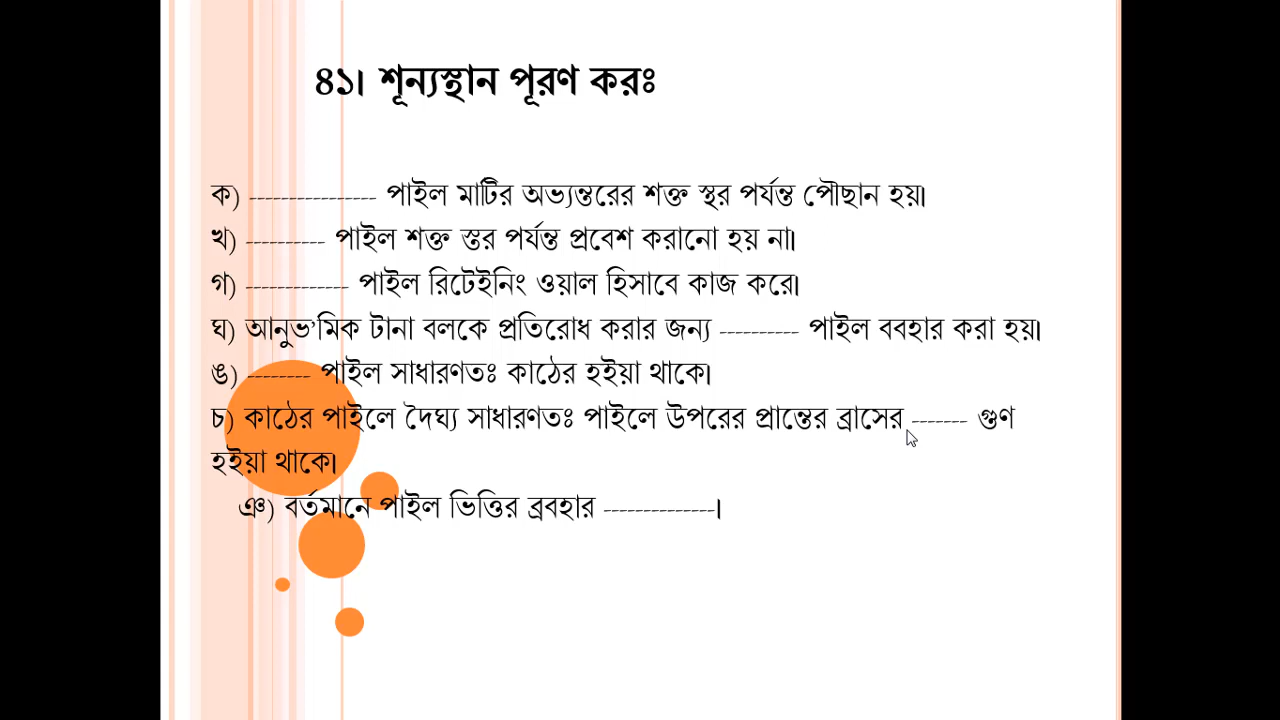 ৪১। শূন্যস্থান পূরণ করঃ
ক) ---------------- পাইল মাটির অভ্যন্তরের শক্ত স্থর পর্যন্ত পৌছান হয়।
খ) ---------- পাইল শক্ত স্তর পর্যন্ত প্রবেশ করানো হয় না।
গ) ------------- পাইল রিটেইনিং ওয়াল হিসাবে কাজ করে।
ঘ) আনুভ’মিক টানা বলকে প্রতিরোধ করার জন্য ---------- পাইল ববহার করা হয়।
ঙ) -------- পাইল সাধারণতঃ কাঠের হইয়া থাকে।
চ) কাঠের পাইলে দৈঘ্য সাধারণতঃ পাইলে উপরের প্রান্তের ব্রাসের ------- গুণ
হইয়া থাকে।
ঞ) বর্তমানে পাইল ভিত্তির ব্রবহার --------------।